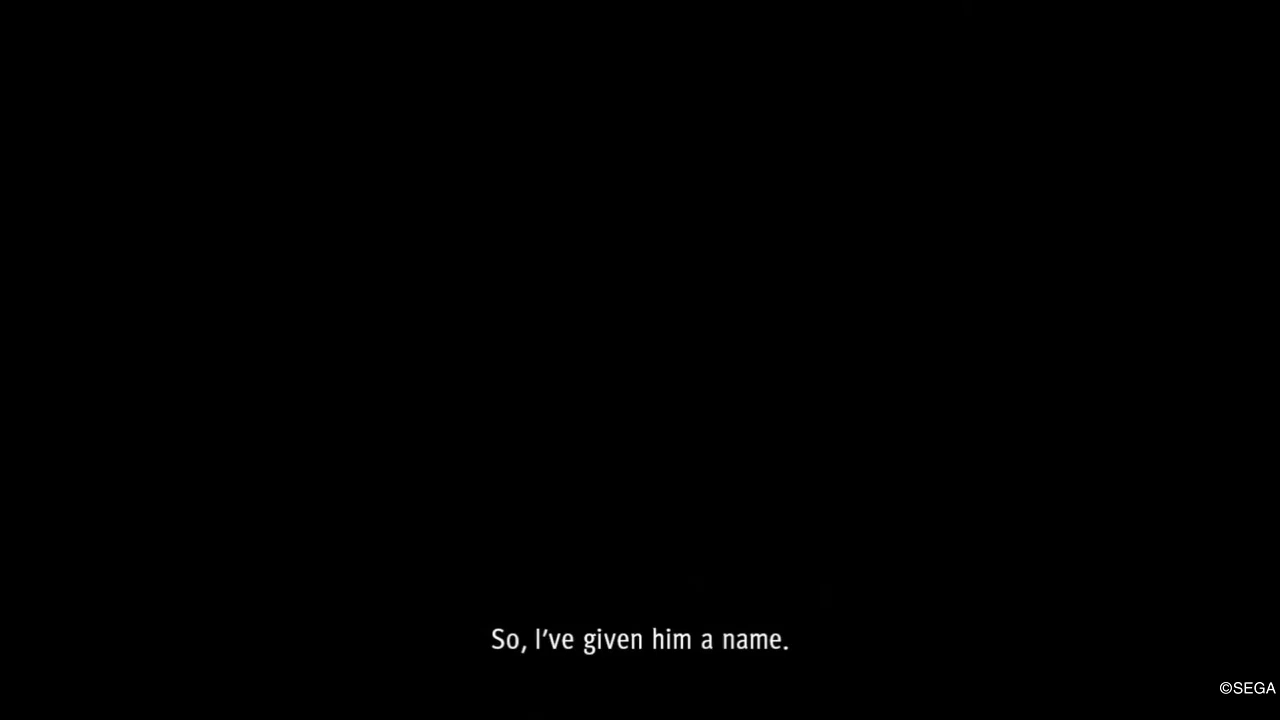 So, I’ve given him a name.
©SEGA